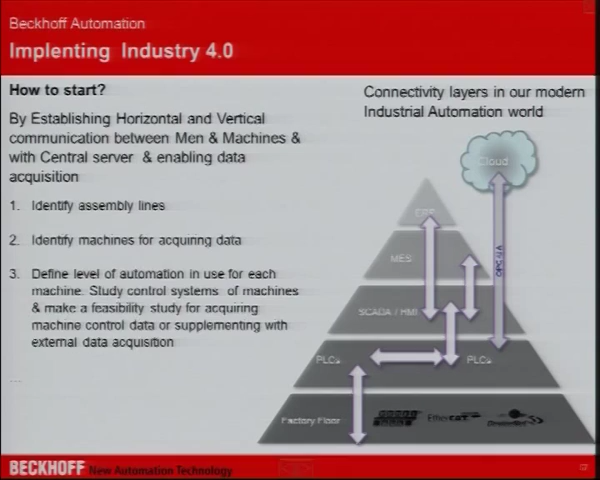 Beckhoff Automation
Implenting Industry 4.0
How to start?
By Establishing Horizontal and Vertical
communication between Men & Machines &
with Central server & enabling data
acquisition
1. Identify assembly lines
2. Identify machines for acquiring data
3. Define level of automation in use for each
machine. Study control systems of machines
& make a feasibility study for acquiring
machine control data or supplementing with
external data acquisition
...
Connectivity layers in our modern
Industrial Automation world
Cloud
ERP
OPC UA
MES
SCADA / HMI
PLCs
PLCs
Factory Floor
EtherCAT
DeviceNet
BECKHOFF New Automation Technology